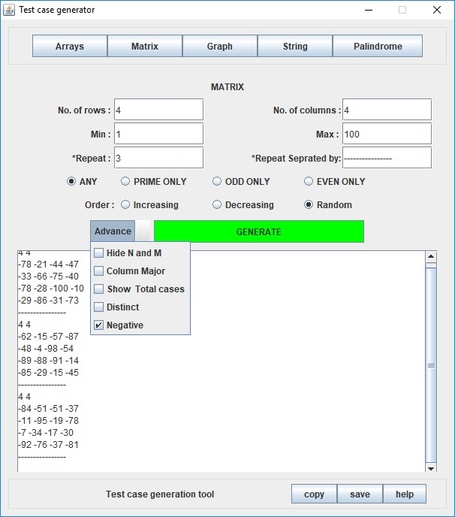 Test case generator
Arrays Matrix Graph String Palindrome
MATRIX
No. of rows : 4 No. of columns : 4
Min : 1 Max : 100
*Repeat : 3 *Repeat Seprated by: ---------------
ANY PRIME ONLY ODD ONLY EVEN ONLY
Order : Increasing Decreasing Random
Advance GENERATE
Hide N and M
Column Major
Show Total cases
Distinct
Negative
4 4
-78 -21 -44 -47
-33 -66 -75 -40
-78 -28 -100 -10
-29 -86 -31 -73
---------------
4 4
-62 -15 -57 -87
-48 -4 -98 -54
-89 -88 -91 -14
-85 -29 -15 -45
---------------
4 4
-84 -51 -51 -37
-11 -95 -19 -78
-7 -34 -17 -30
-92 -76 -37 -81
---------------
Test case generation tool copy save help